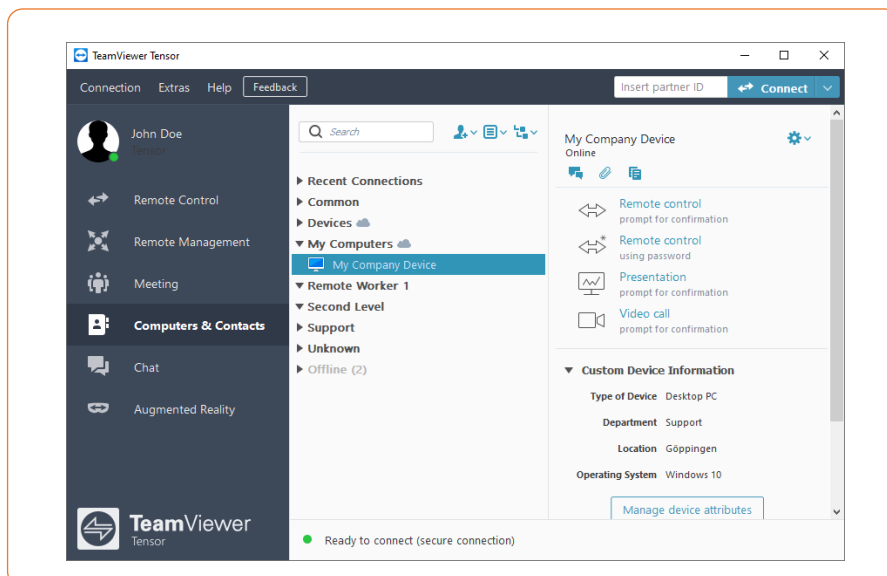 TeamViewer Tensor
Connection Extras Help Feedback
Insert partner ID
Connect
John Doe
Tensor
Remote Control
Remote Management
Meeting
Computers & Contacts
Chat
Augmented Reality
TeamViewer
Tensor
Search
Recent Connections
Common
Devices
My Computers
My Company Device
Remote Worker 1
Second Level
Support
Unknown
Offline (2)
My Company Device
Online
Remote control
prompt for confirmation
Remote control
using password
Presentation
prompt for confirmation
Video call
prompt for confirmation
Custom Device Information
Type of Device Desktop PC
Department Support
Location Göppingen
Operating System Windows 10
Manage device attributes
Ready to connect (secure connection)